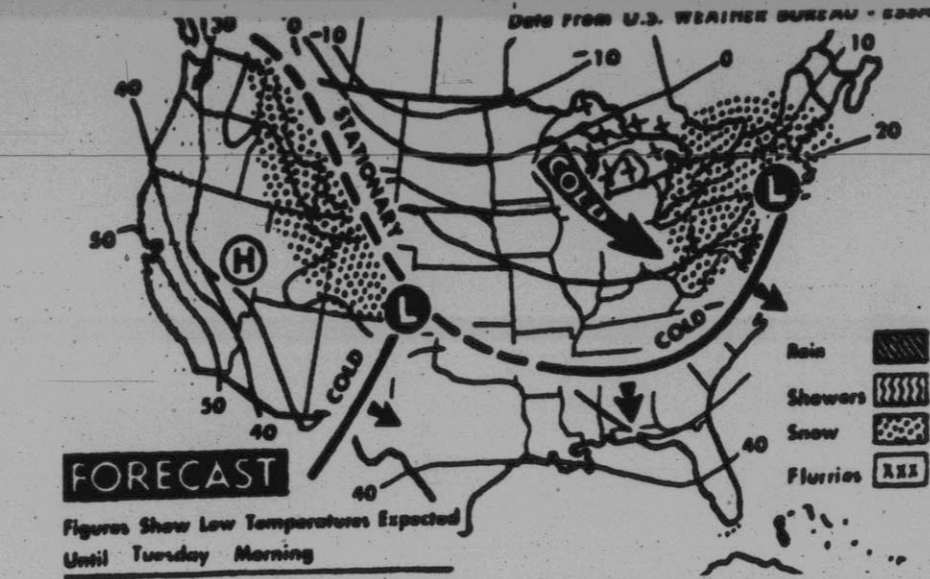 Data From U.S. WEATHER BUREAU -
30 0 -10
-10
0
10
40
20
STATIONARY
COLD
50
H
L
L
COLD
COLD
Rain
Showers
Snow
Flurries
XXX
50
40
40
40
FORECAST
Figures Show Low Temperatures Expected
Until Tuesday Morning